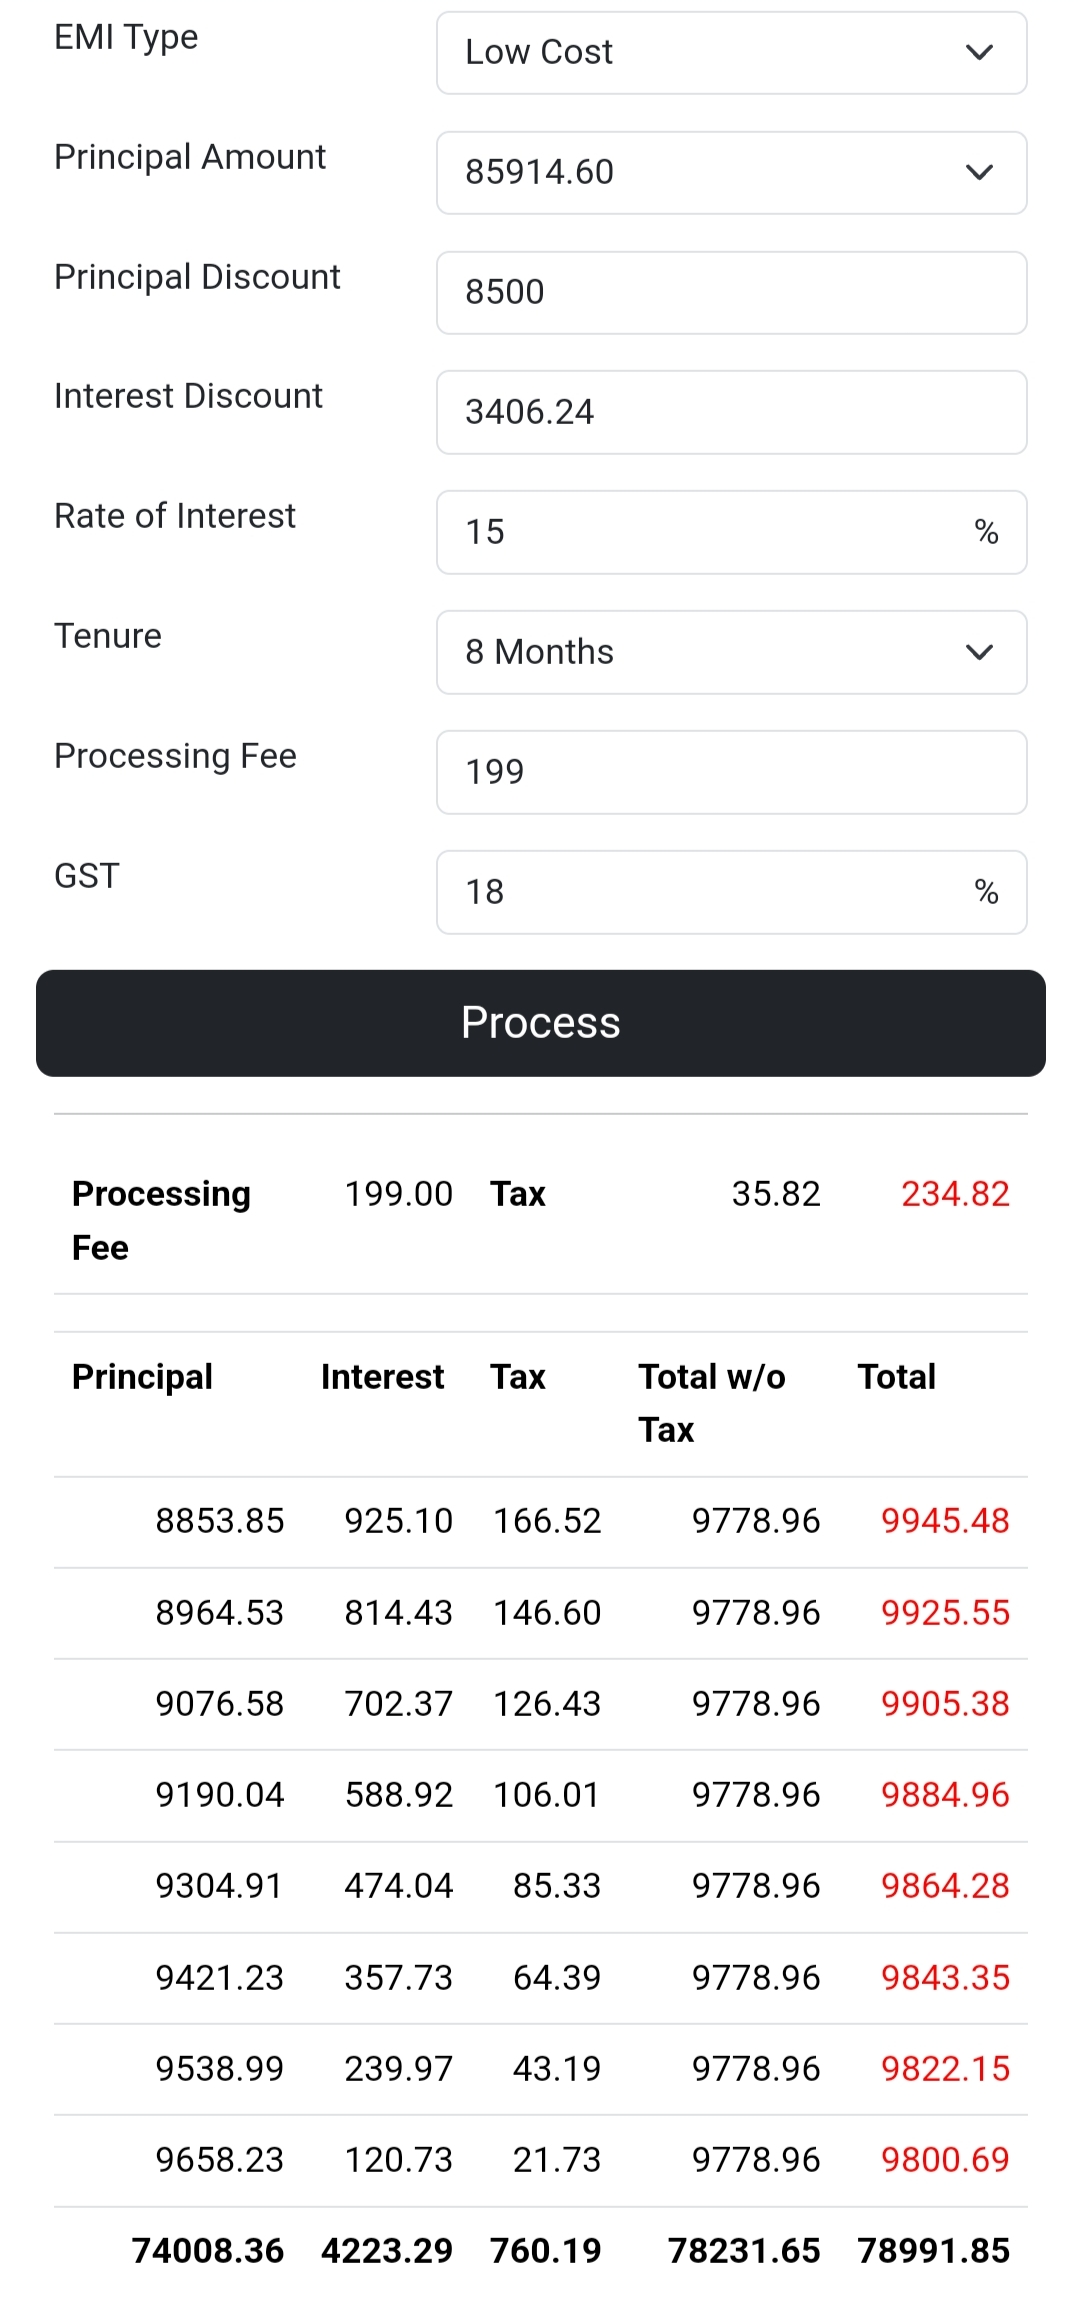 EMI Type
Low Cost
Principal Amount
85914.60
Principal Discount
8500
Interest Discount
3406.24
Rate of Interest
15 %
Tenure
8 Months
Processing Fee
199
GST
18 %
Process
Processing 199.00 Tax 35.82 234.82
Fee
Principal Interest Tax Total w/o Total
Tax
8853.85 925.10 166.52 9778.96 9945.48
8964.53 814.43 146.60 9778.96 9925.55
9076.58 702.37 126.43 9778.96 9905.38
9190.04 588.92 106.01 9778.96 9884.96
9304.91 474.04 85.33 9778.96 9864.28
9421.23 357.73 64.39 9778.96 9843.35
9538.99 239.97 43.19 9778.96 9822.15
9658.23 120.73 21.73 9778.96 9800.69
74008.36 4223.29 760.19 78231.65 78991.85